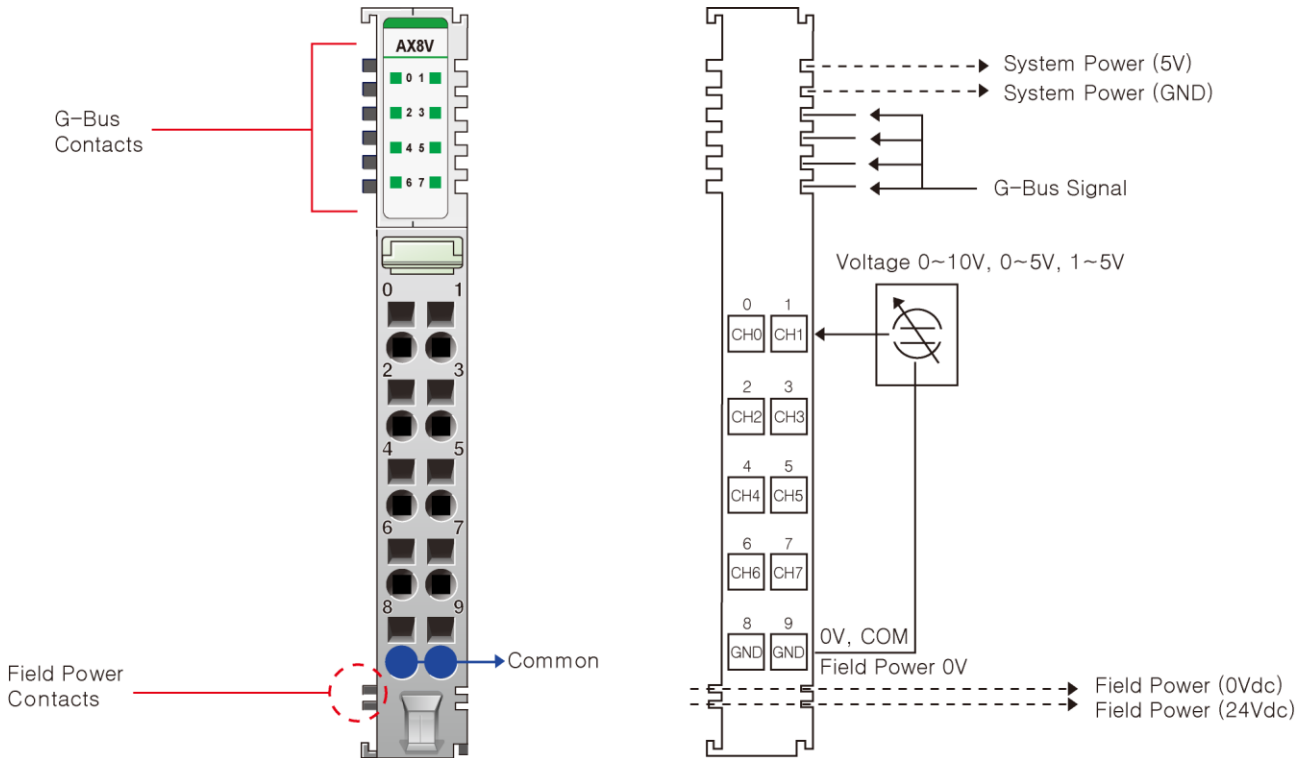 AX8V
0 1
2 3
4 5
6 7
G-Bus
Contacts
0 1
2 3
4 5
6 7
8 9
Common
Field Power
Contacts
System Power (5V)
System Power (GND)
G-Bus Signal
Voltage 0~10V, 0~5V, 1~5V
0 1
CH0 CH1
2 3
CH2 CH3
4 5
CH4 CH5
6 7
CH6 CH7
8 9
GND GND
0V, COM
Field Power 0V
Field Power (0Vdc)
Field Power (24Vdc)